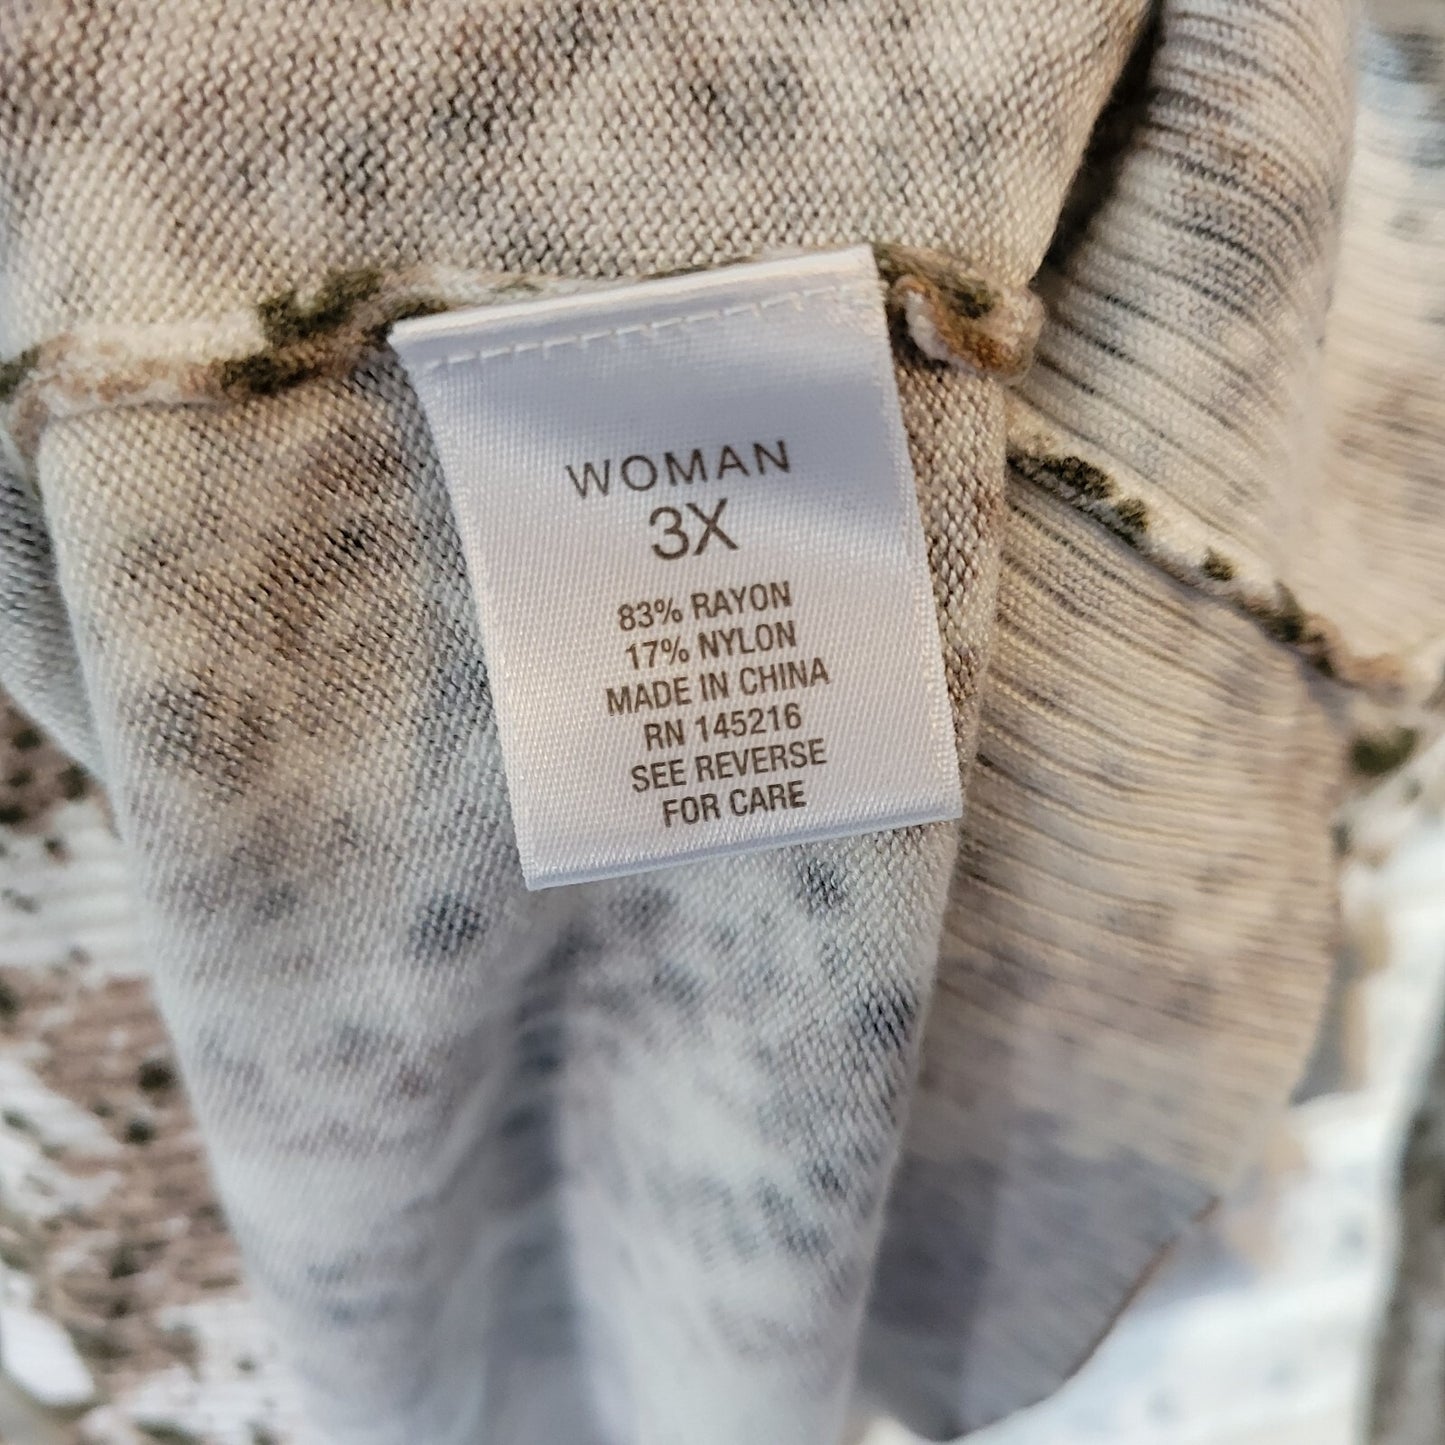 WOMAN
3X
83% RAYON
17% NYLON
MADE IN CHINA
RN 145216
SEE REVERSE
FOR CARE